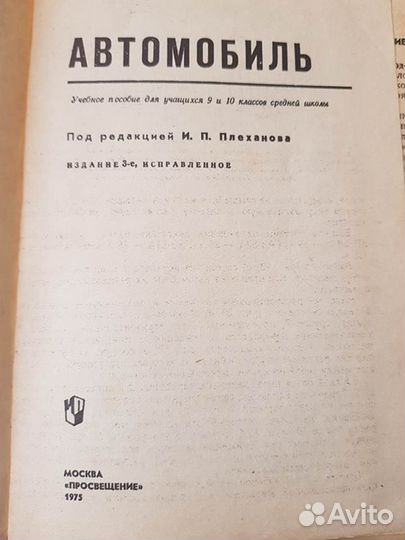 АВТОМОБИЛЬ
Учебное пособие для учащихся 9 и 10 классов средней школы
Под редакцией И. П. Плеханова
ИЗДАНИЕ 3-е, ИСПРАВЛЕННОЕ
МОСКВА
«ПРОСВЕЩЕНИЕ»
1975
Avito